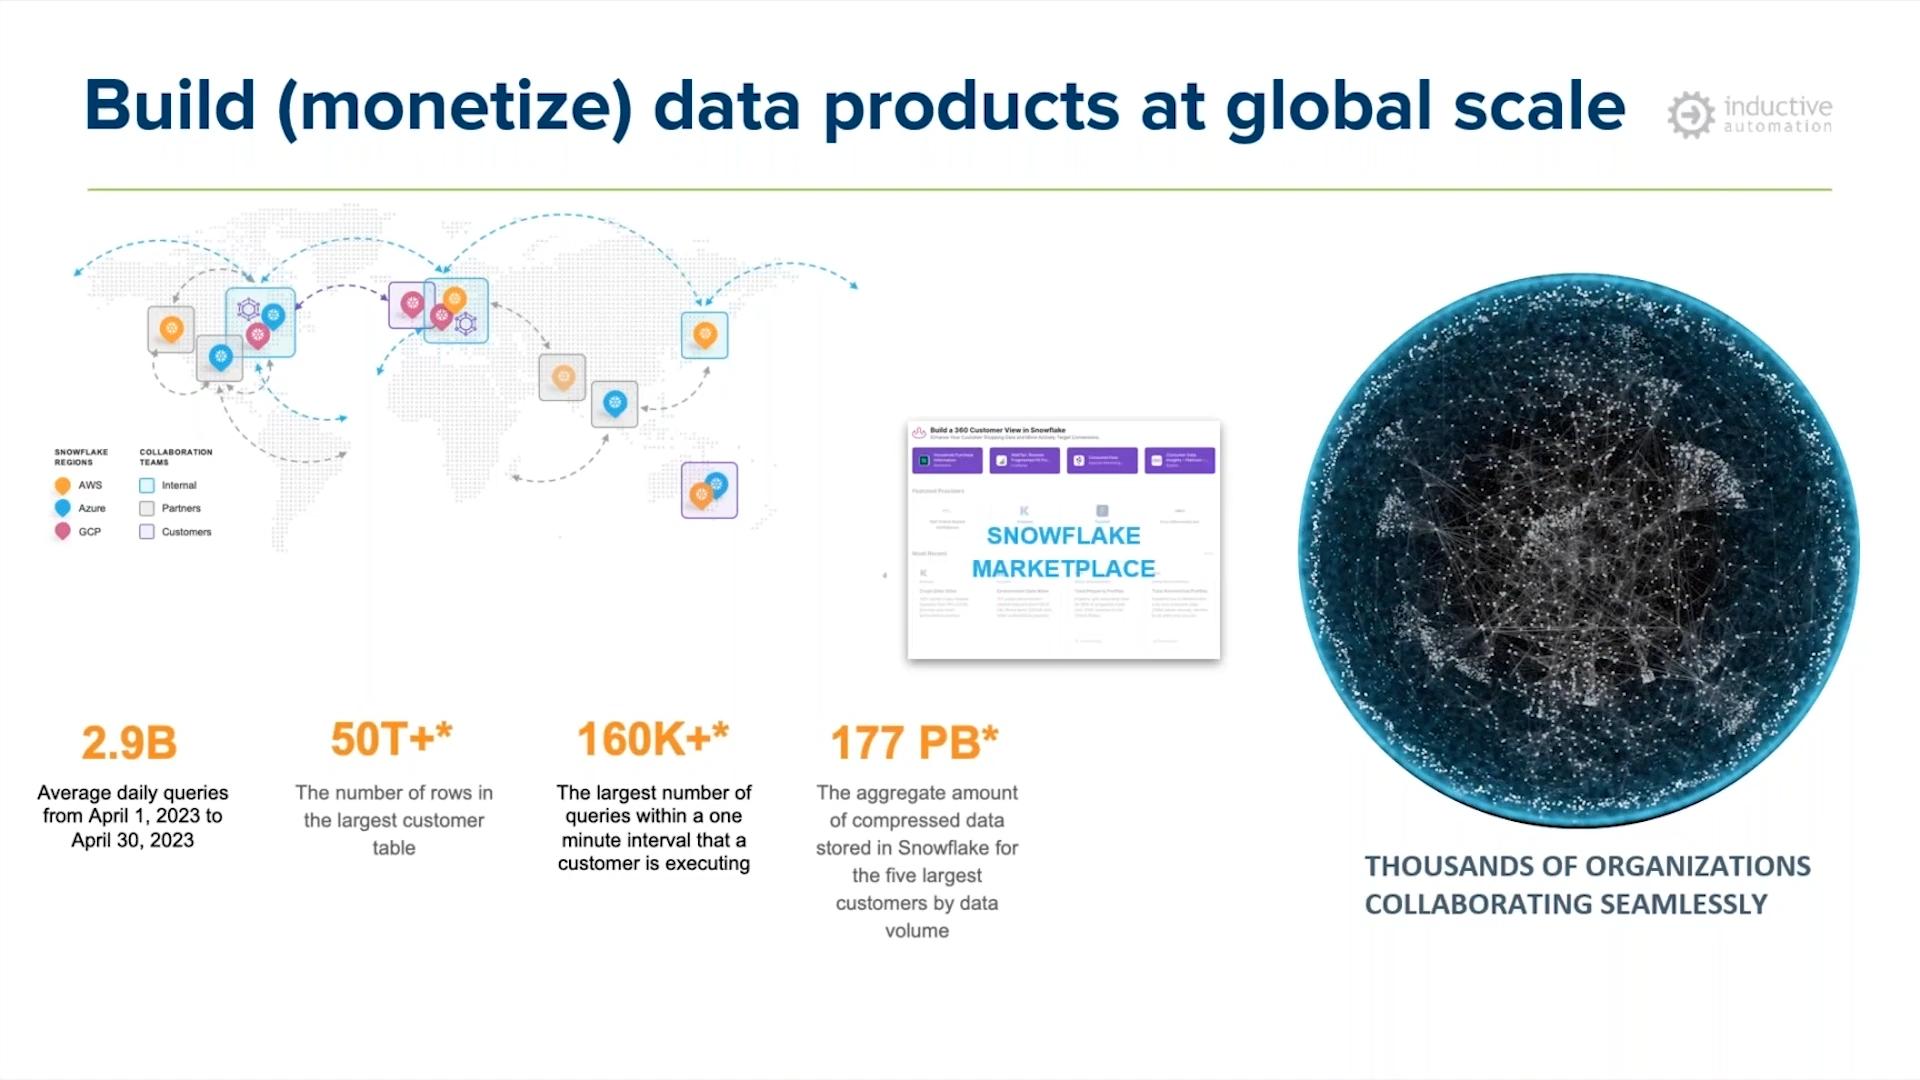 Build (monetize) data products at global scale
inductive
automation
SNOWFLAKE
REGIONS
AWS
Azure
GCP
COLLABORATION
TEAMS
Internal
Partners
Customers
Build a 360 Customer View in Snowflake
Featured Providers
SNOWFLAKE
MARKETPLACE
Most Recent
2.9B
Average daily queries
from April 1, 2023 to
April 30, 2023
50T+*
The number of rows in
the largest customer
table
160K+*
The largest number of
queries within a one
minute interval that a
customer is executing
177 PB*
The aggregate amount
of compressed data
stored in Snowflake for
the five largest
customers by data
volume
THOUSANDS OF ORGANIZATIONS
COLLABORATING SEAMLESSLY